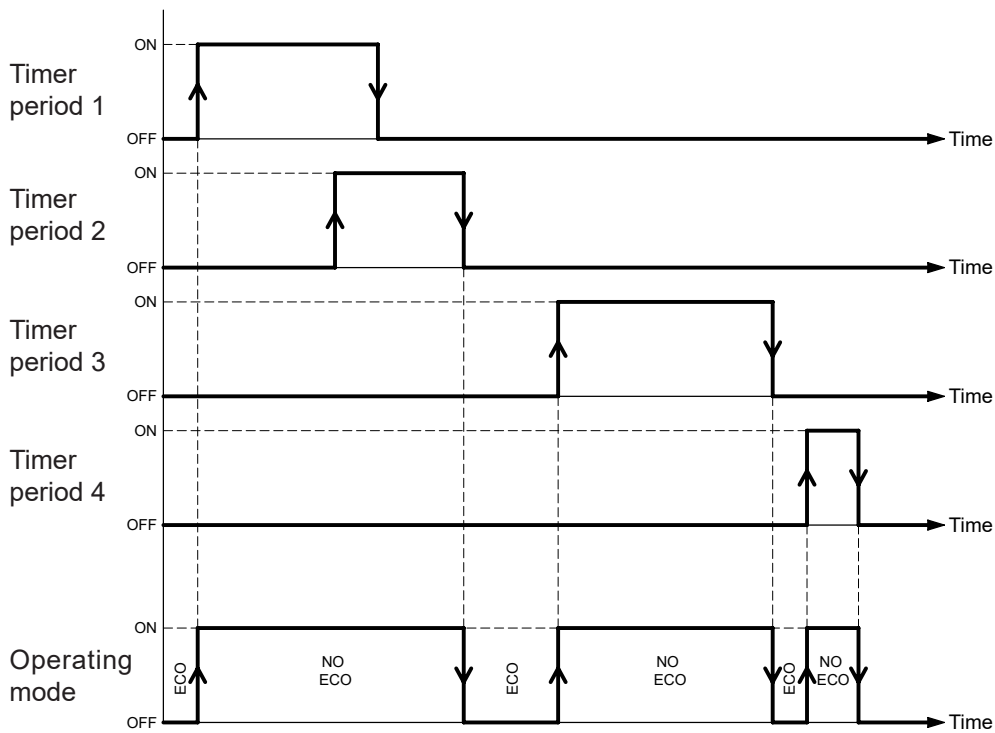 ON
Timer
period 1
OFF
Time
ON
Timer
period 2
OFF
Time
ON
Timer
period 3
OFF
Time
ON
Timer
period 4
OFF
Time
ON
Operating
mode
ECO
NO
ECO
ECO
NO
ECO
ECO
NO
ECO
OFF
Time